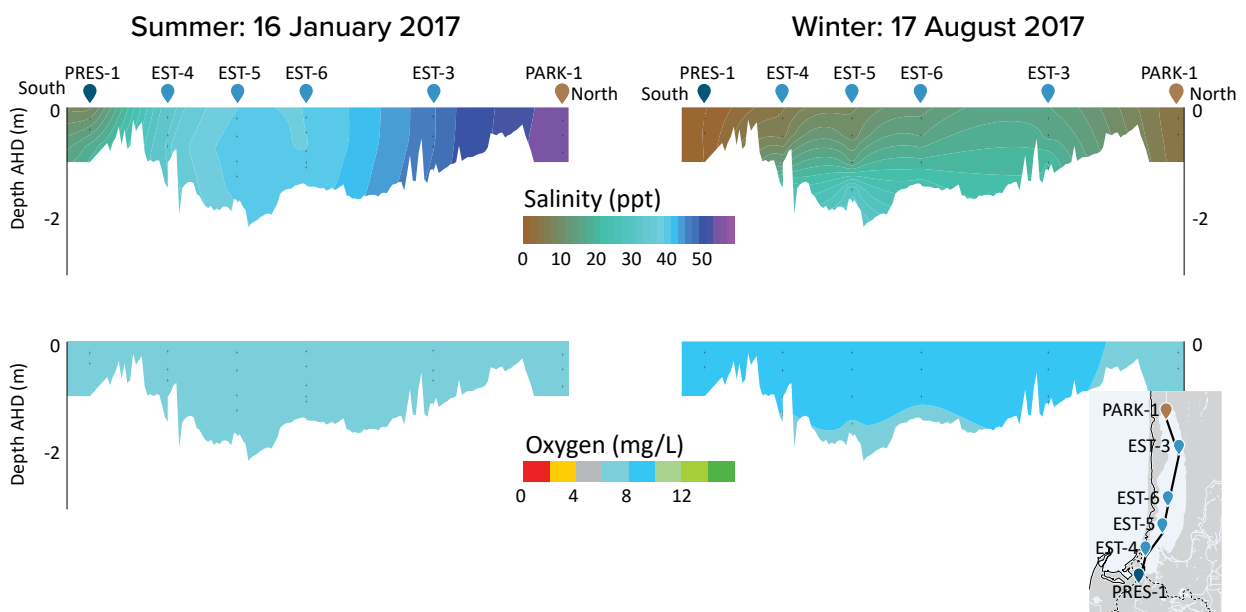 Summer: 16 January 2017
Winter: 17 August 2017
PRES-1 EST-4 EST-5 EST-6 EST-3 PARK-1
South North
PRES-1 EST-4 EST-5 EST-6 EST-3 PARK-1
South North
0
-2
Depth AHD (m)
0
-2
Salinity (ppt)
0 10 20 30 40 50
0
-2
Depth AHD (m)
0
Oxygen (mg/L)
0 4 8 12
PARK-1
EST-3
EST-6
EST-5
EST-4
PRES-1